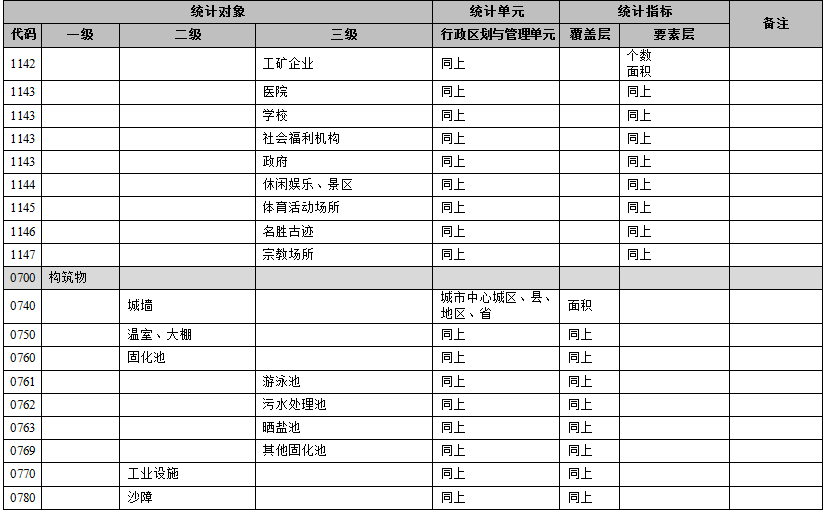 统计对象 统计单元 统计指标 备注
代码 一级 二级 三级 行政区划与管理单元 覆盖层 要素层
1142 工矿企业 同上 个数
面积
1143 医院 同上 同上
1143 学校 同上 同上
1143 社会福利机构 同上 同上
1143 政府 同上 同上
1144 休闲娱乐、景区 同上 同上
1145 体育活动场所 同上 同上
1146 名胜古迹 同上 同上
1147 宗教场所 同上 同上
0700 构筑物
0740 城墙 城市中心城区、县、 面积
地区、省
0750 温室、大棚 同上 同上
0760 固化池 同上 同上
0761 游泳池 同上 同上
0762 污水处理池 同上 同上
0763 晒盐池 同上 同上
0769 其他固化池 同上 同上
0770 工业设施 同上 同上
0780 沙障 同上 同上